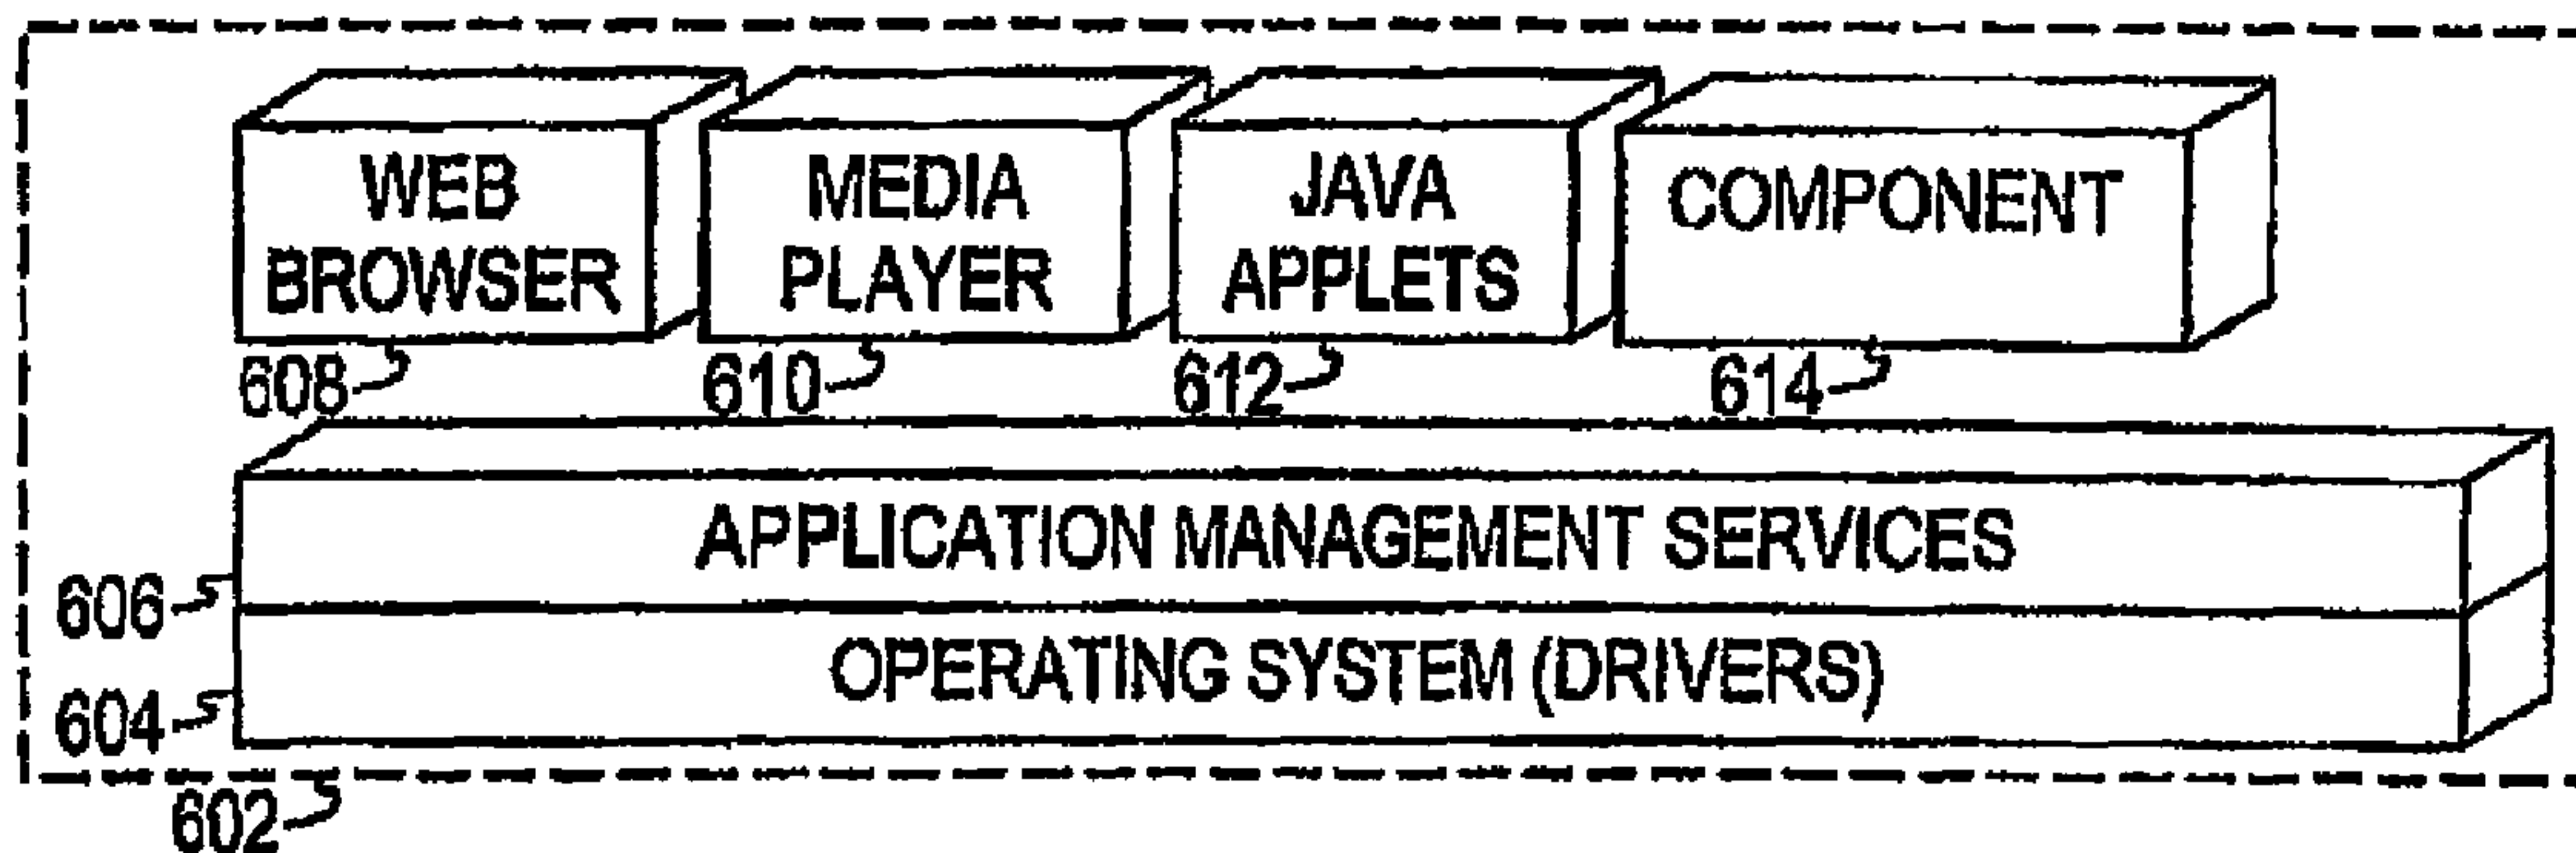 WEB
BROWSER
MEDIA
PLAYER
JAVA
APPLETS
COMPONENT
608
610
612
614
APPLICATION MANAGEMENT SERVICES
606
OPERATING SYSTEM (DRIVERS)
604
602